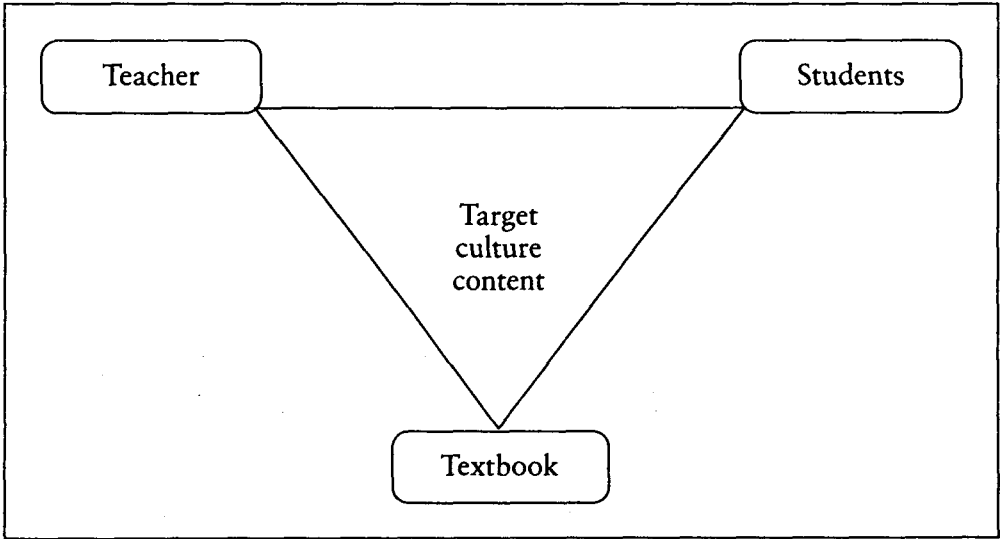 Teacher
Students
Target
culture
content
Textbook